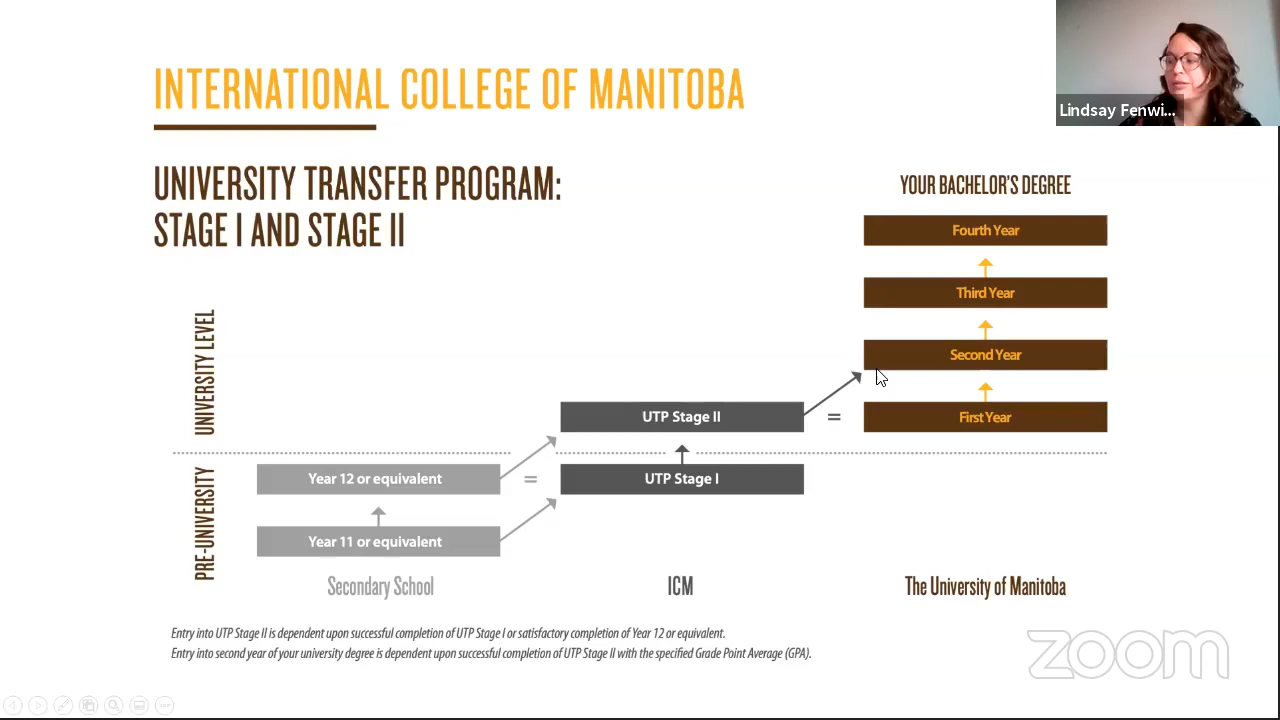 INTERNATIONAL COLLEGE OF MANITOBA
Lindsay Fenwi...
UNIVERSITY TRANSFER PROGRAM:
STAGE I AND STAGE II
YOUR BACHELOR'S DEGREE
Fourth Year
Third Year
Second Year
First Year
UNIVERSITY LEVEL
UTP Stage II
=
PRE-UNIVERSITY
Year 12 or equivalent
=
UTP Stage I
Year 11 or equivalent
Secondary School
ICM
The University of Manitoba
Entry into UTP Stage II is dependent upon successful completion of UTP Stage I or satisfactory completion of Year 12 or equivalent.
Entry into second year of your university degree is dependent upon successful completion of UTP Stage II with the specified Grade Point Average (GPA).
zoom